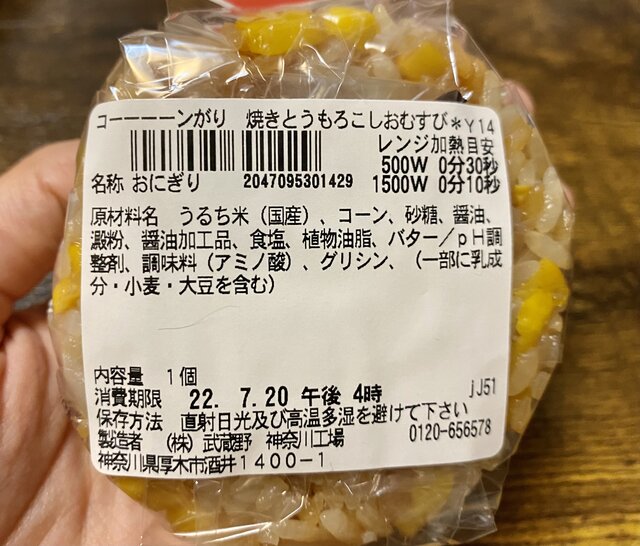 コーーーーンがり 焼きとうもろこしおむすび＊Y14
レンジ加熱目安
500W 0分30秒
名称 おにぎり 2047095301429 1500W 0分10秒
原材料名 うるち米（国産）、コーン、砂糖、醤油、
澱粉、醤油加工品、食塩、植物油脂、バター／pH調
整剤、調味料（アミノ酸）、グリシン、（一部に乳成
分・小麦・大豆を含む）
内容量 1個
消費期限 22. 7.20 午後 4時 jJ51
保存方法 直射日光及び高温多湿を避けて下さい
製造者 （株）武蔵野 神奈川工場 0120-656578
神奈川県厚木市酒井1400-1